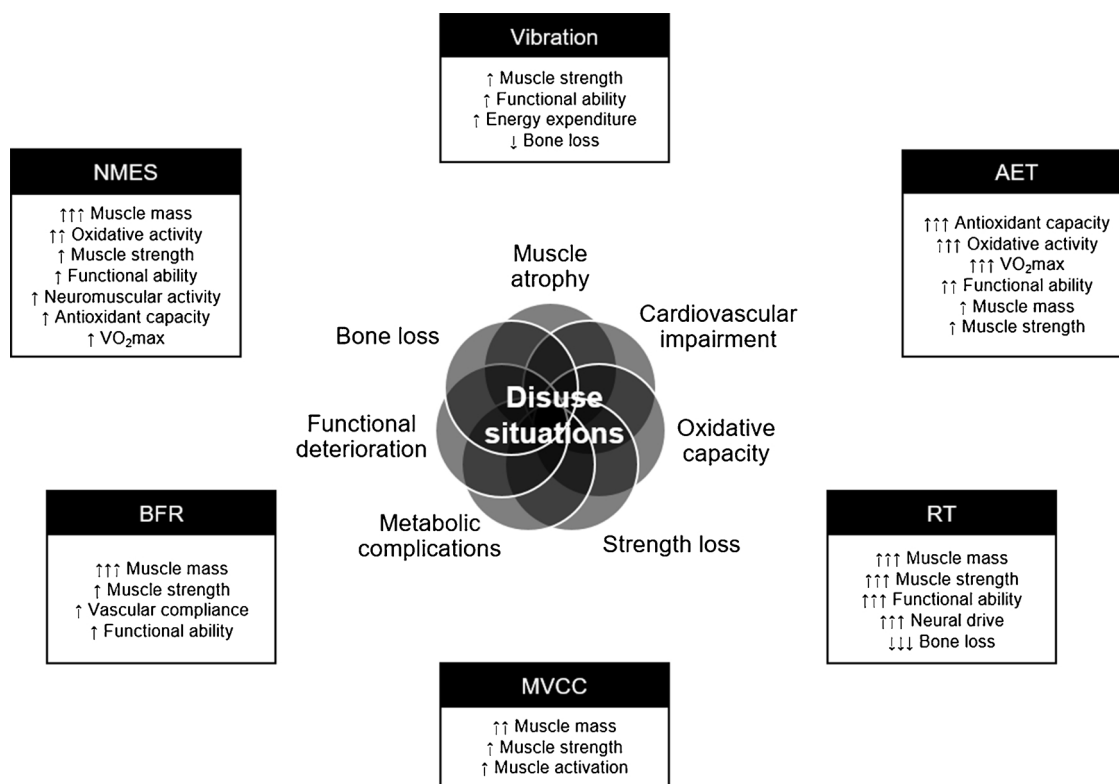 Vibration
↑ Muscle strength
↑ Functional ability
↑ Energy expenditure
↓ Bone loss
NMES
↑↑↑ Muscle mass
↑↑ Oxidative activity
↑ Muscle strength
↑ Functional ability
↑ Neuromuscular activity
↑ Antioxidant capacity
↑ VO₂max
AET
↑↑↑ Antioxidant capacity
↑↑↑ Oxidative activity
↑↑↑ VO₂max
↑↑ Functional ability
↑ Muscle mass
↑ Muscle strength
Muscle
atrophy
Cardiovascular
impairment
Bone loss
Disuse
situations
Functional
deterioration
Oxidative
capacity
Metabolic
complications
Strength loss
BFR
↑↑↑ Muscle mass
↑ Muscle strength
↑ Vascular compliance
↑ Functional ability
RT
↑↑↑ Muscle mass
↑↑↑ Muscle strength
↑↑↑ Functional ability
↑↑↑ Neural drive
↓↓↓ Bone loss
MVCC
↑↑ Muscle mass
↑ Muscle strength
↑ Muscle activation